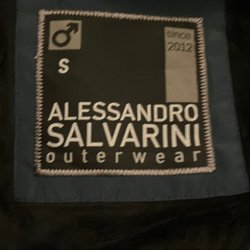 since
2012
S
ALESSANDRO
SALVARINI
outerwear